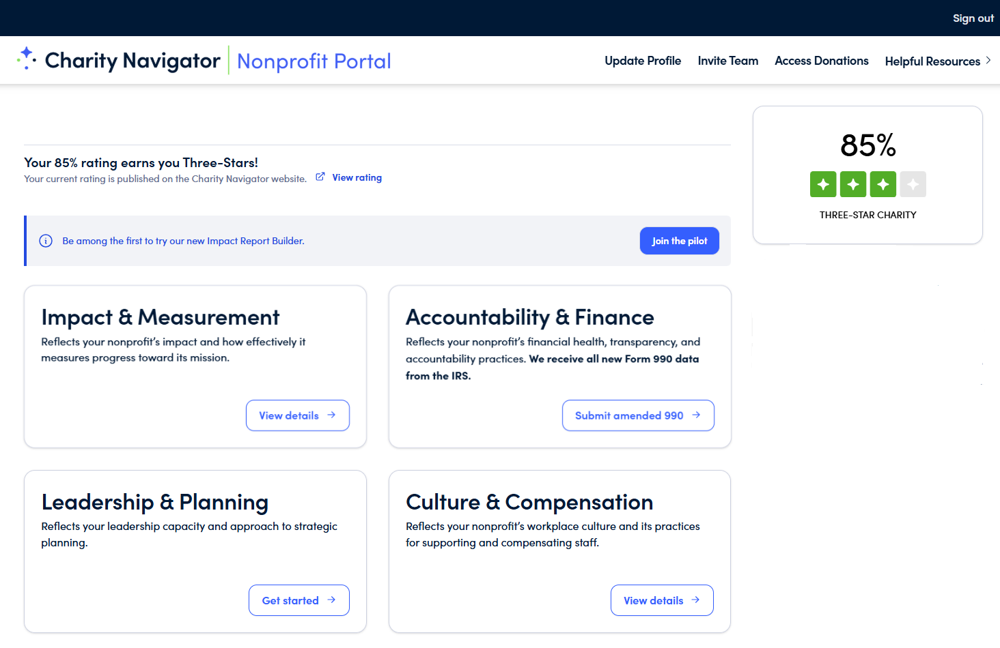 Sign out
Charity Navigator Nonprofit Portal
Update Profile Invite Team Access Donations Helpful Resources
Your 85% rating earns you Three-Stars!
Your current rating is published on the Charity Navigator website. View rating
85%
THREE-STAR CHARITY
Be among the first to try our new Impact Report Builder. Join the pilot
Impact & Measurement
Reflects your nonprofit’s impact and how effectively it
measures progress toward its mission.
View details
Accountability & Finance
Reflects your nonprofit’s financial health, transparency, and
accountability practices. We receive all new Form 990 data
from the IRS.
Submit amended 990
Leadership & Planning
Reflects your leadership capacity and approach to strategic
planning.
Get started
Culture & Compensation
Reflects your nonprofit’s workplace culture and its practices
for supporting and compensating staff.
View details